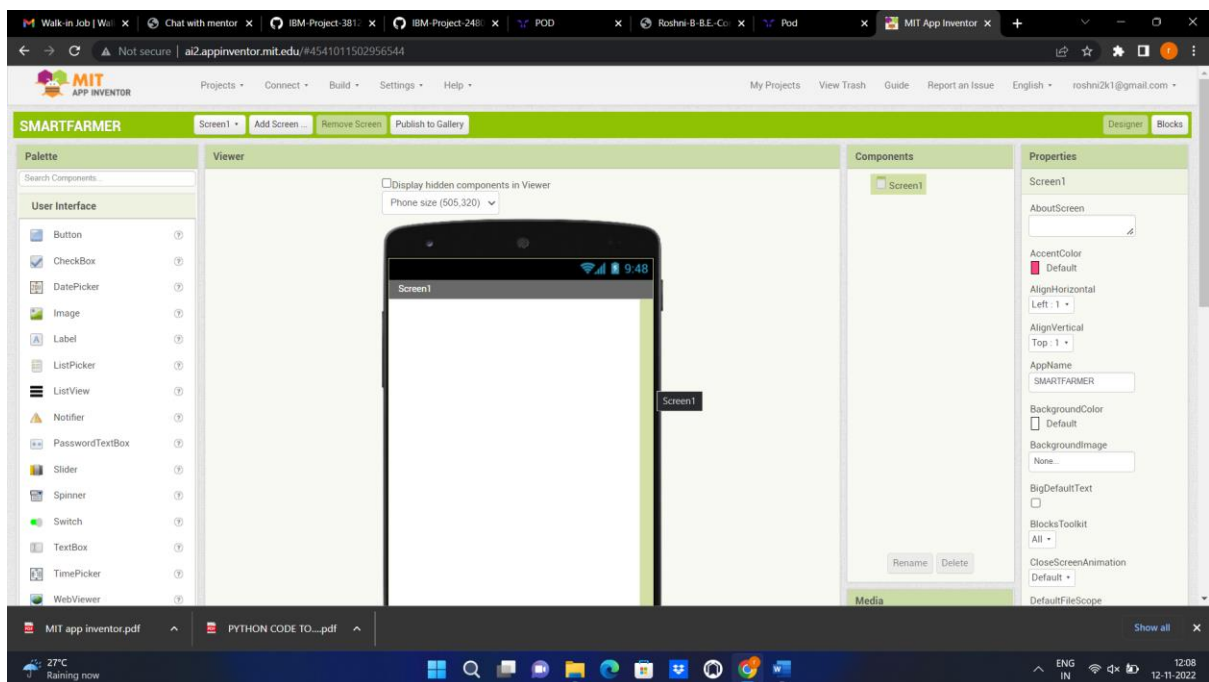 Walk-in Job | Wal
Chat with mentor
IBM-Project-3812
IBM-Project-2480
POD
Roshni-B-B.E.-Co
Pod
MIT App Inventor
Not secure | ai2.appinventor.mit.edu/#4541011502956544
MIT
APP INVENTOR
Projects
Connect
Build
Settings
Help
My Projects
View Trash
Guide
Report an Issue
English
roshni2k1@gmail.com
SMARTFARMER
Screen1
Add Screen ...
Remove Screen
Publish to Gallery
Designer
Blocks
Palette
Search Components...
User Interface
Button
CheckBox
DatePicker
Image
Label
ListPicker
ListView
Notifier
PasswordTextBox
Slider
Spinner
Switch
TextBox
TimePicker
WebViewer
Viewer
Display hidden components in Viewer
Phone size (505,320)
9:48
Screen1
Screen1
Components
Screen1
Rename
Delete
Media
Properties
Screen1
AboutScreen
AccentColor
Default
AlignHorizontal
Left : 1
AlignVertical
Top : 1
AppName
SMARTFARMER
BackgroundColor
Default
BackgroundImage
None...
BigDefaultText
BlocksToolkit
All
CloseScreenAnimation
Default
DefaultFileScope
MIT app inventor.pdf
PYTHON CODE TO....pdf
Show all
27°C
Raining now
ENG
IN
12:08
12-11-2022